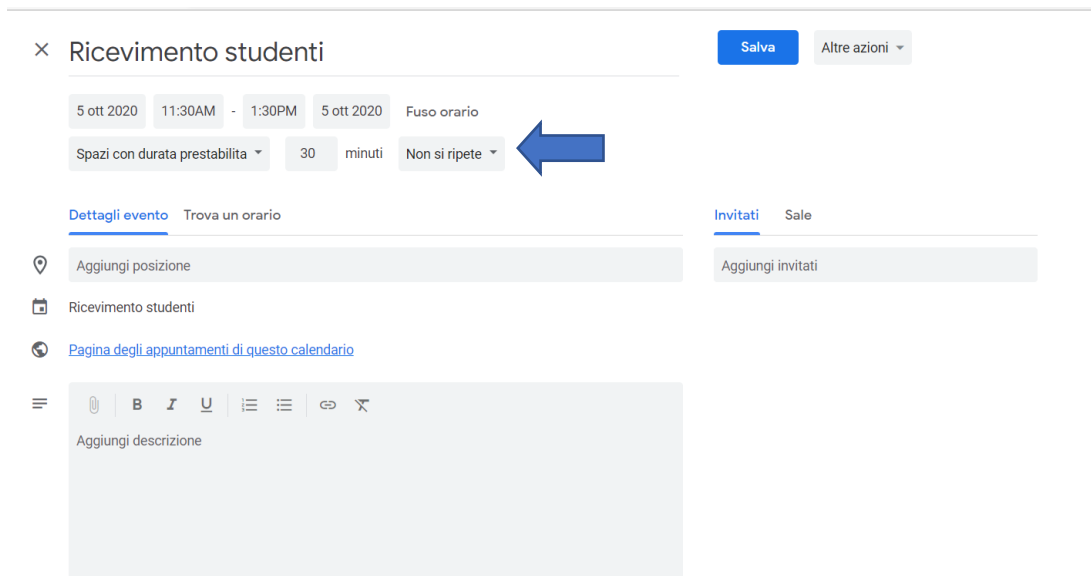 Ricevimento studenti
Salva
Altre azioni
5 ott 2020 11:30AM - 1:30PM 5 ott 2020 Fuso orario
Spazi con durata prestabilita 30 minuti Non si ripete
Dettagli evento Trova un orario
Invitati Sale
Aggiungi posizione
Aggiungi invitati
Ricevimento studenti
Pagina degli appuntamenti di questo calendario
B I U
Aggiungi descrizione